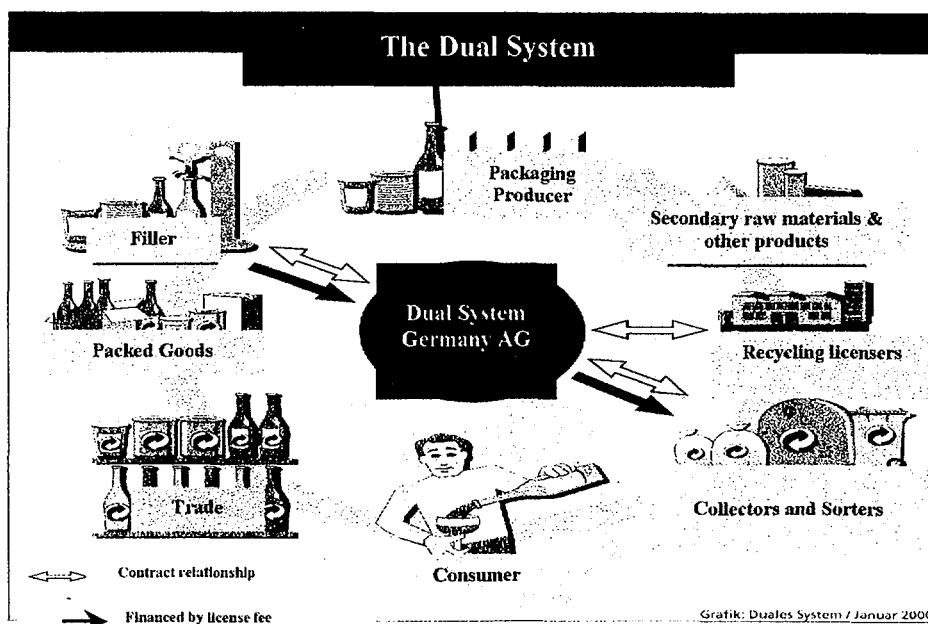 The Dual System
Packaging
Producer
Filler
Secondary raw materials &
other products
Dual System
Germany AG
Packed Goods
Recycling licensers
Trade
Collectors and Sorters
Consumer
Contract relationship
Financed by license fee
Grafik: Duales System / Januar 2000